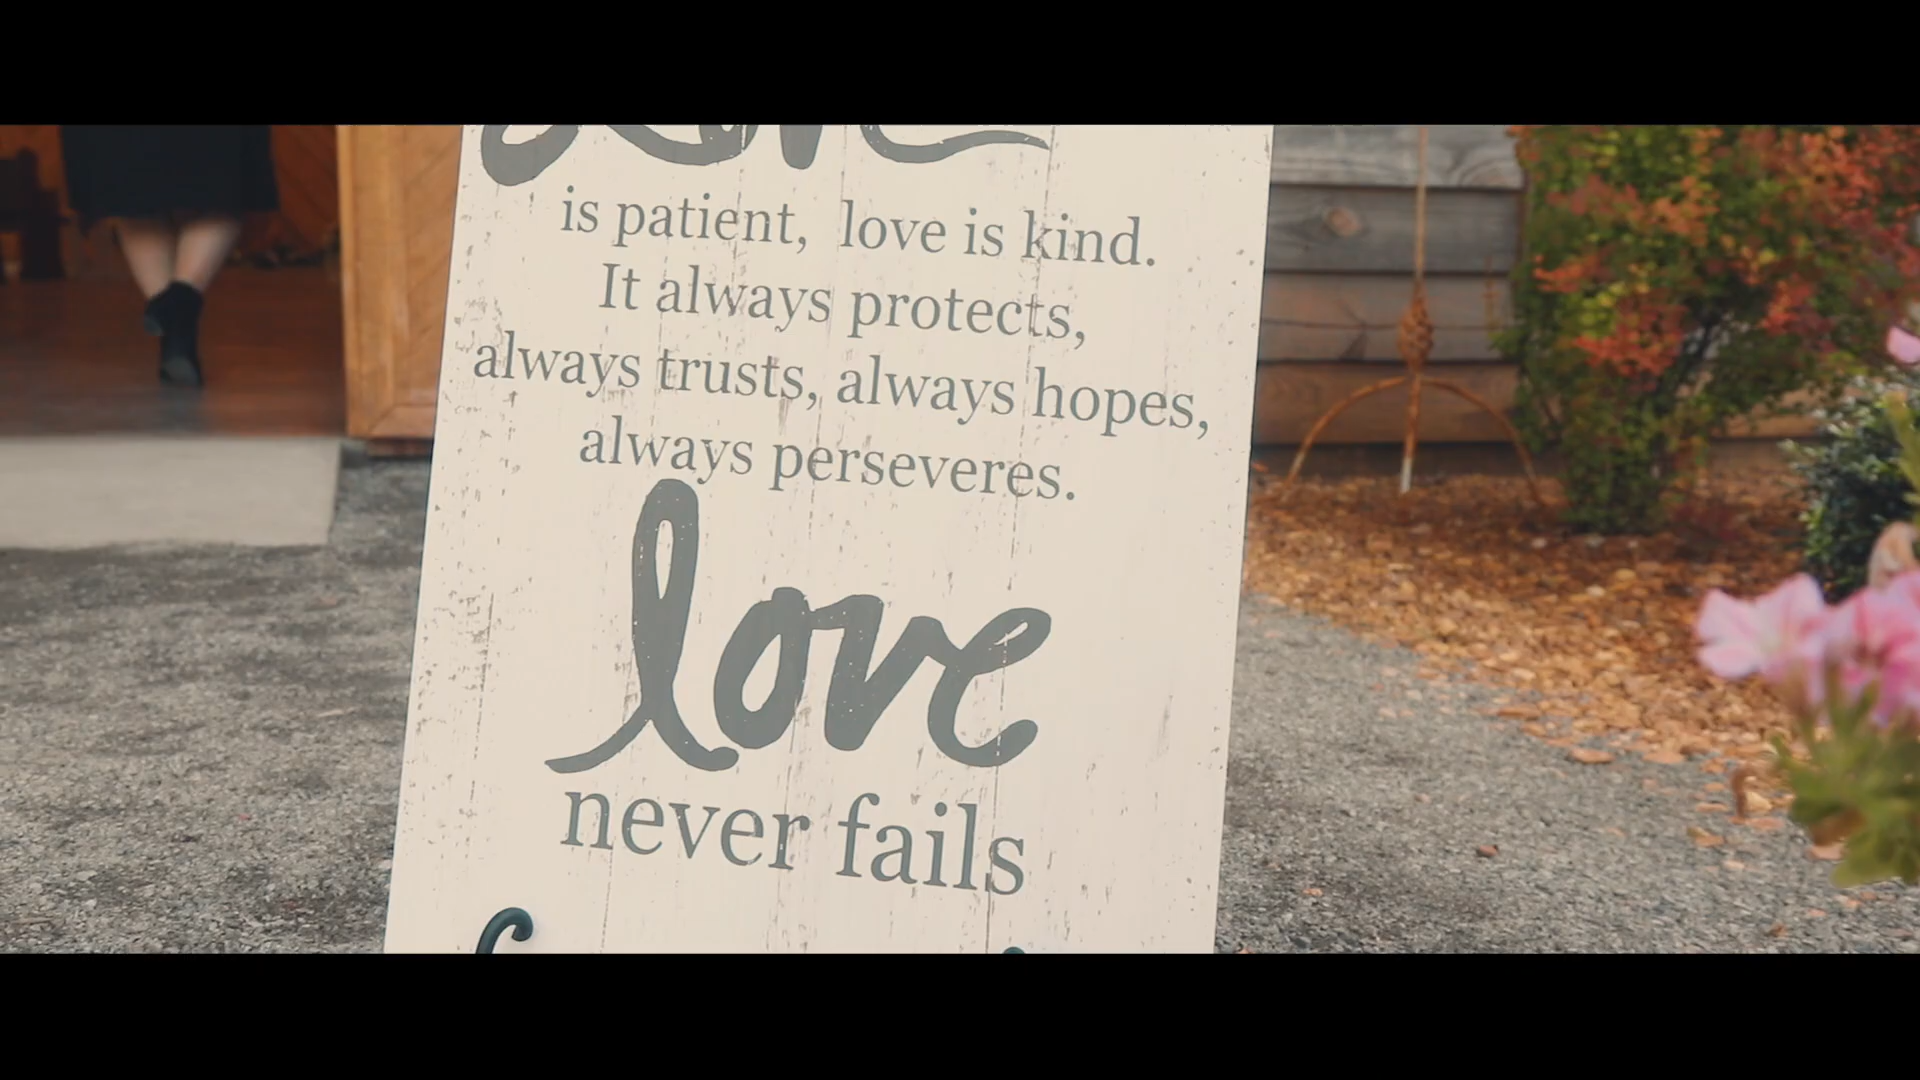 is patient, love is kind.
It always protects,
always trusts, always hopes,
always perseveres.
love
never fails